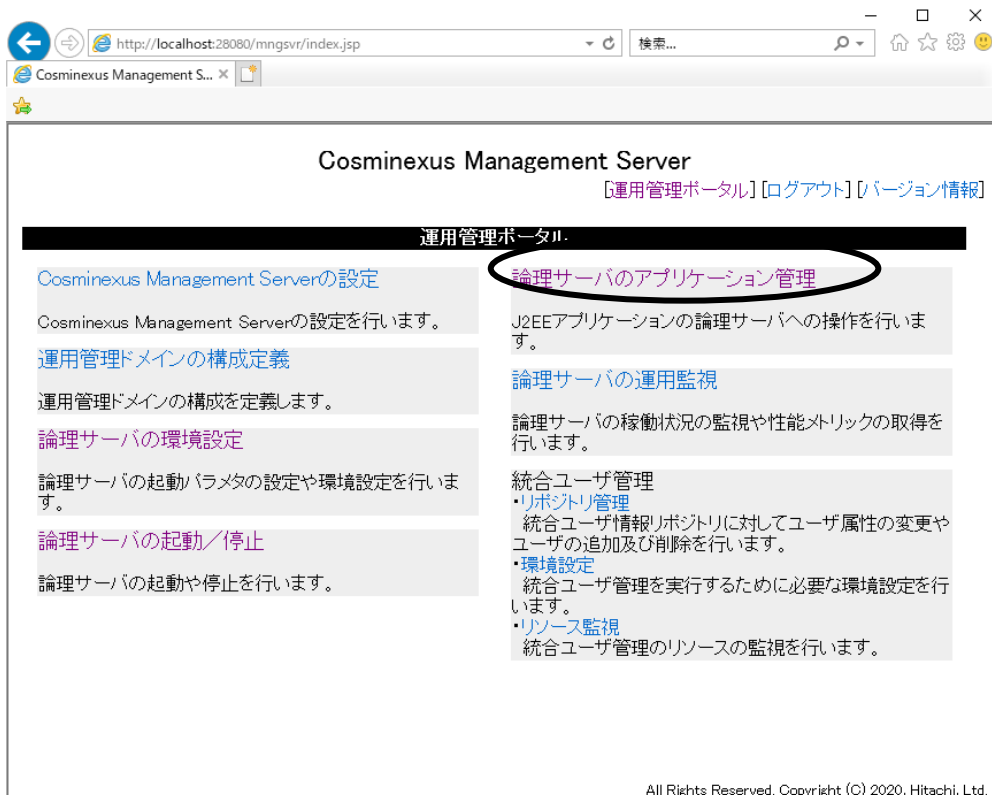 http://localhost:28080/mngsvr/index.jsp
検索...
Cosminexus Management S...
Cosminexus Management Server
[運用管理ポータル] [ログアウト] [バージョン情報]
運用管理ポータル
Cosminexus Management Serverの設定
Cosminexus Management Serverの設定を行います。
運用管理ドメインの構成定義
運用管理ドメインの構成を定義します。
論理サーバの環境設定
論理サーバの起動パラメタの設定や環境設定を行いま
す。
論理サーバの起動／停止
論理サーバの起動や停止を行います。
論理サーバのアプリケーション管理
J2EEアプリケーションの論理サーバへの操作を行いま
す。
論理サーバの運用監視
論理サーバの稼働状況の監視や性能メトリックの取得を
行います。
統合ユーザ管理
・リポジトリ管理
統合ユーザ情報リポジトリに対してユーザ属性の変更や
ユーザの追加及び削除を行います。
・環境設定
統合ユーザ管理を実行するために必要な環境設定を行
います。
・リソース監視
統合ユーザ管理のリソースの監視を行います。
All Rights Reserved. Copyright (C) 2020, Hitachi, Ltd.